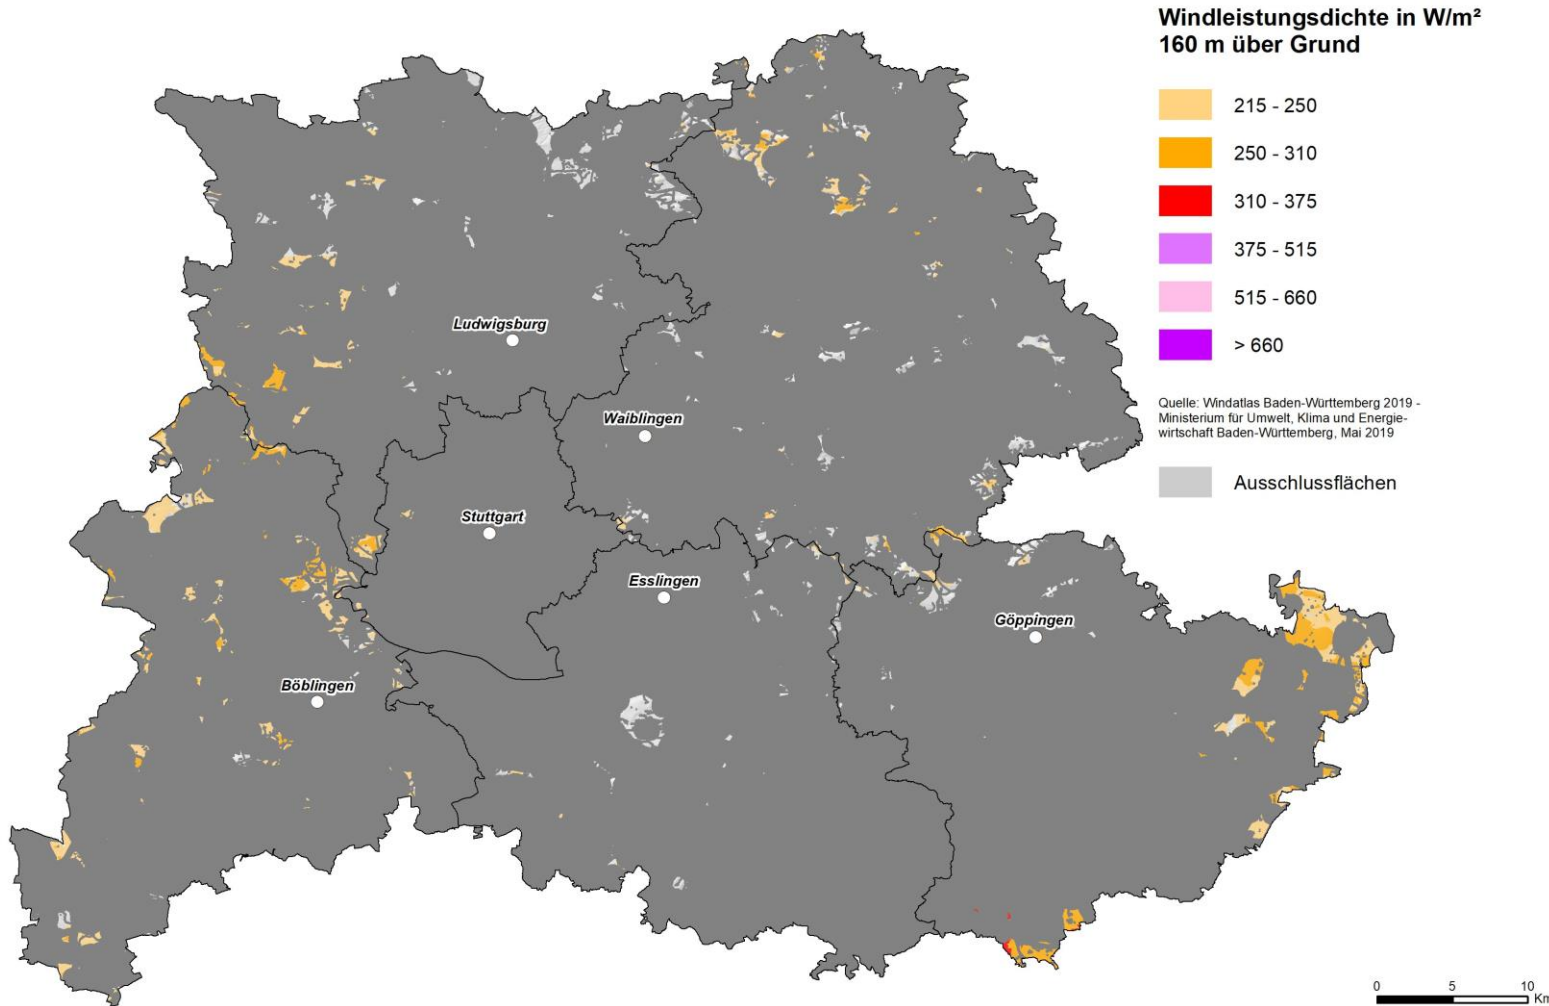 Windleistungsdichte in W/m²
160 m über Grund
215 - 250
250 - 310
310 - 375
375 - 515
515 - 660
> 660
Quelle: Windatlas Baden-Württemberg 2019 -
Ministerium für Umwelt, Klima und Energie-
wirtschaft Baden-Württemberg, Mai 2019
Ausschlussflächen
Ludwigsburg
Waiblingen
Stuttgart
Esslingen
Göppingen
Böblingen
0 5 10
Km